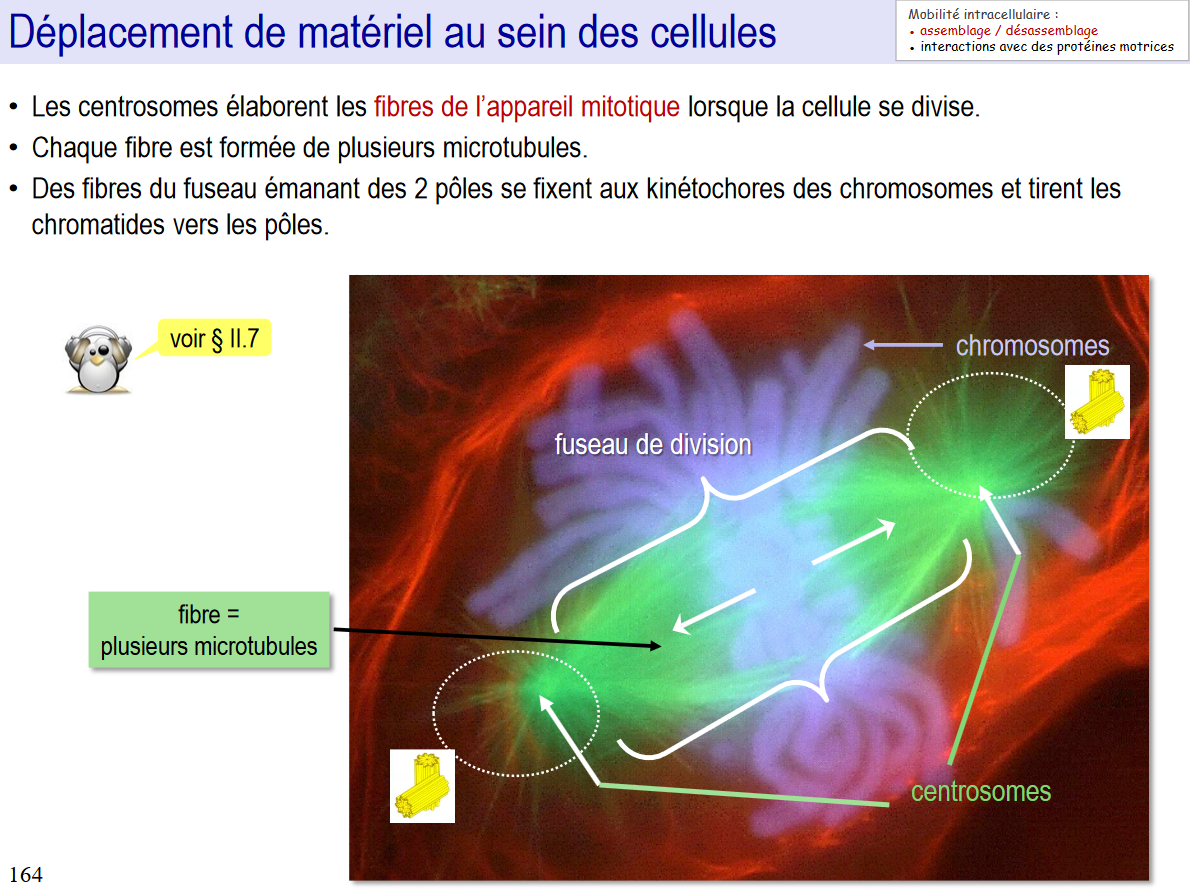 Déplacement de matériel au sein des cellules
Mobilité intracellulaire :
• assemblage / désassemblage
• interactions avec des protéines motrices
• Les centrosomes élaborent les fibres de l'appareil mitotique lorsque la cellule se divise.
• Chaque fibre est formée de plusieurs microtubules.
• Des fibres du fuseau émanant des 2 pôles se fixent aux kinétochores des chromosomes et tirent les
chromatides vers les pôles.
voir § II.7
chromosomes
fuseau de division
fibre =
plusieurs microtubules
centrosomes
164